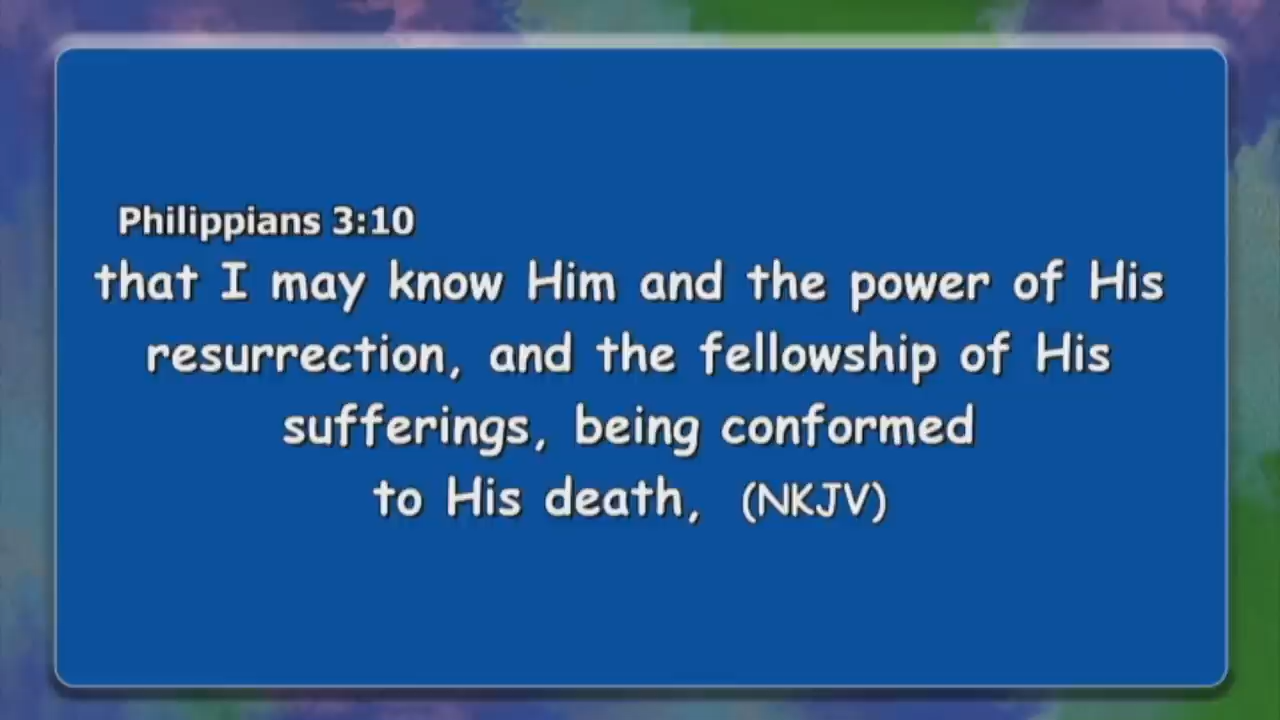 Philippians 3:10
that I may know Him and the power of His
resurrection, and the fellowship of His
sufferings, being conformed
to His death, (NKJV)